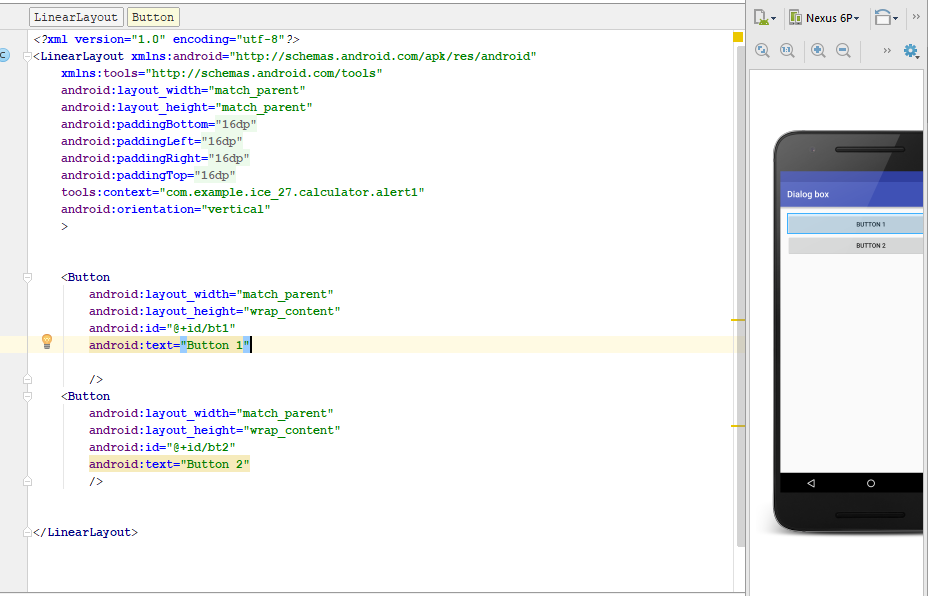 LinearLayout Button
Nexus 6P
<?xml version="1.0" encoding="utf-8"?>
<LinearLayout xmlns:android="http://schemas.android.com/apk/res/android"
xmlns:tools="http://schemas.android.com/tools"
android:layout_width="match_parent"
android:layout_height="match_parent"
android:paddingBottom="16dp"
android:paddingLeft="16dp"
android:paddingRight="16dp"
android:paddingTop="16dp"
tools:context="com.example.ice_27.calculator.alert1"
android:orientation="vertical"
>
<Button
android:layout_width="match_parent"
android:layout_height="wrap_content"
android:id="@+id/bt1"
android:text="Button 1"
/>
<Button
android:layout_width="match_parent"
android:layout_height="wrap_content"
android:id="@+id/bt2"
android:text="Button 2"
/>
</LinearLayout>
Dialog box
BUTTON 1
BUTTON 2